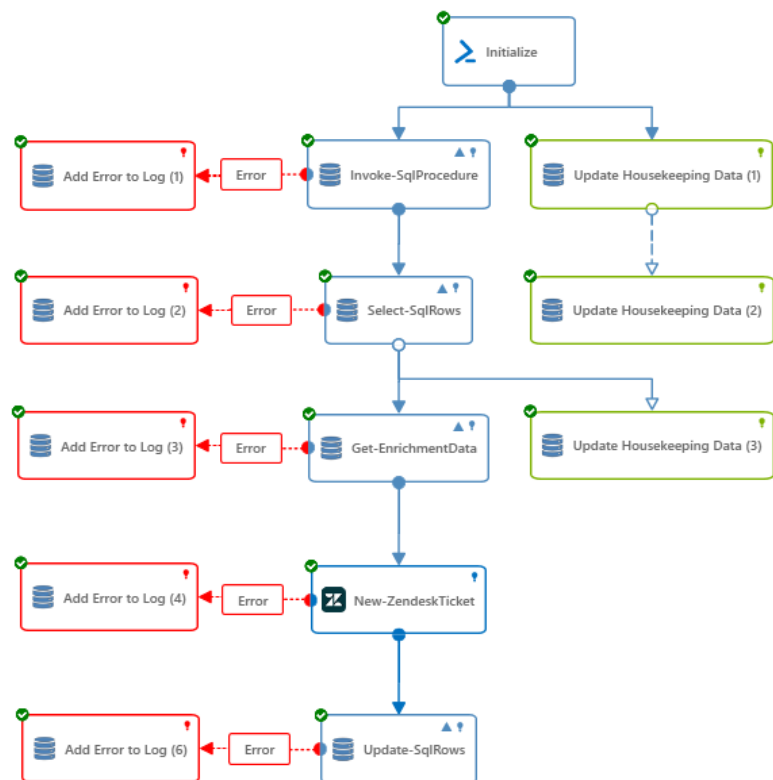 Initialize
Add Error to Log (1)
Error
Invoke-SqlProcedure
Update Housekeeping Data (1)
Add Error to Log (2)
Error
Select-SqlRows
Update Housekeeping Data (2)
Add Error to Log (3)
Error
Get-EnrichmentData
Update Housekeeping Data (3)
Add Error to Log (4)
Error
New-ZendeskTicket
Add Error to Log (6)
Error
Update-SqlRows